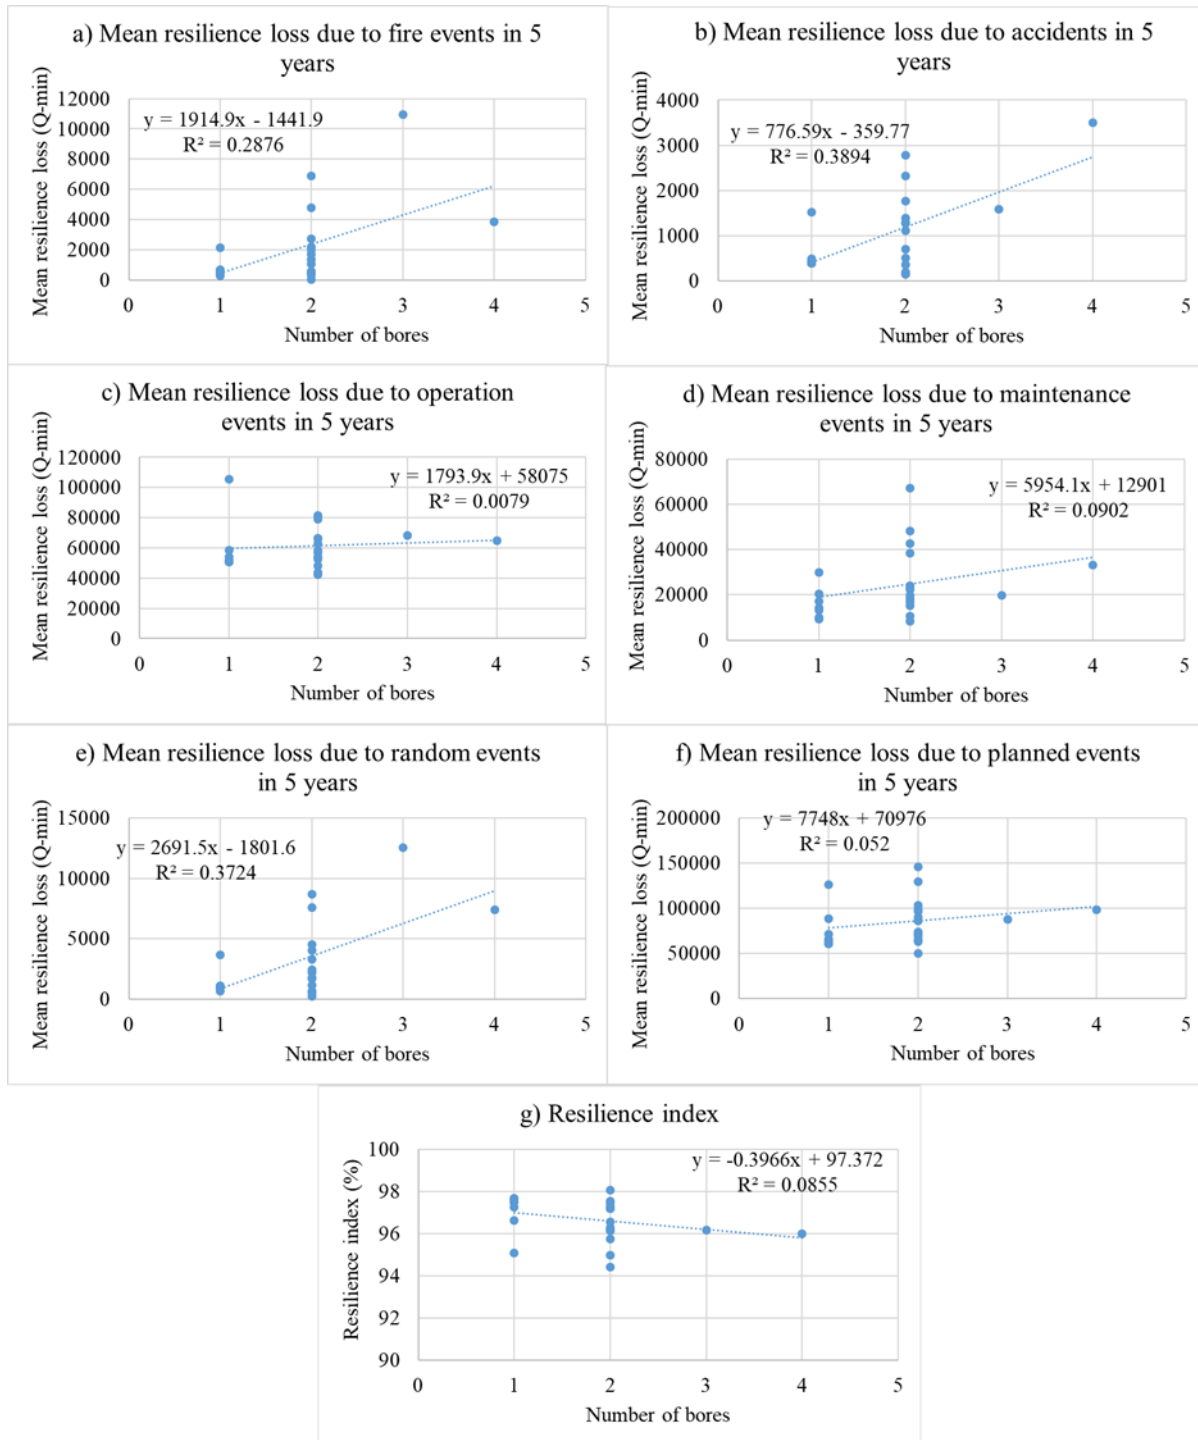 a) Mean resilience loss due to fire events in 5
years
Mean resilience loss (Q-min)
12000
10000
8000
6000
4000
2000
0
y = 1914.9x - 1441.9
R² = 0.2876
0 1 2 3 4 5
Number of bores
b) Mean resilience loss due to accidents in 5
years
Mean resilience loss (Q-min)
4000
3000
2000
1000
0
y = 776.59x - 359.77
R² = 0.3894
0 1 2 3 4 5
Number of bores
c) Mean resilience loss due to operation
events in 5 years
Mean resilience loss (Q-min)
120000
100000
80000
60000
40000
20000
0
y = 1793.9x + 58075
R² = 0.0079
0 1 2 3 4 5
Number of bores
d) Mean resilience loss due to maintenance
events in 5 years
Mean resilience loss (Q-min)
80000
60000
40000
20000
0
y = 5954.1x + 12901
R² = 0.0902
0 1 2 3 4 5
Number of bores
e) Mean resilience loss due to random events
in 5 years
Mean resilience loss (Q-min)
15000
10000
5000
0
y = 2691.5x - 1801.6
R² = 0.3724
0 1 2 3 4 5
Number of bores
f) Mean resilience loss due to planned events
in 5 years
Mean resilience loss (Q-min)
200000
150000
100000
50000
0
y = 7748x + 70976
R² = 0.052
0 1 2 3 4 5
Number of bores
g) Resilience index
Resilience index (%)
100
98
96
94
92
90
y = -0.3966x + 97.372
R² = 0.0855
0 1 2 3 4 5
Number of bores